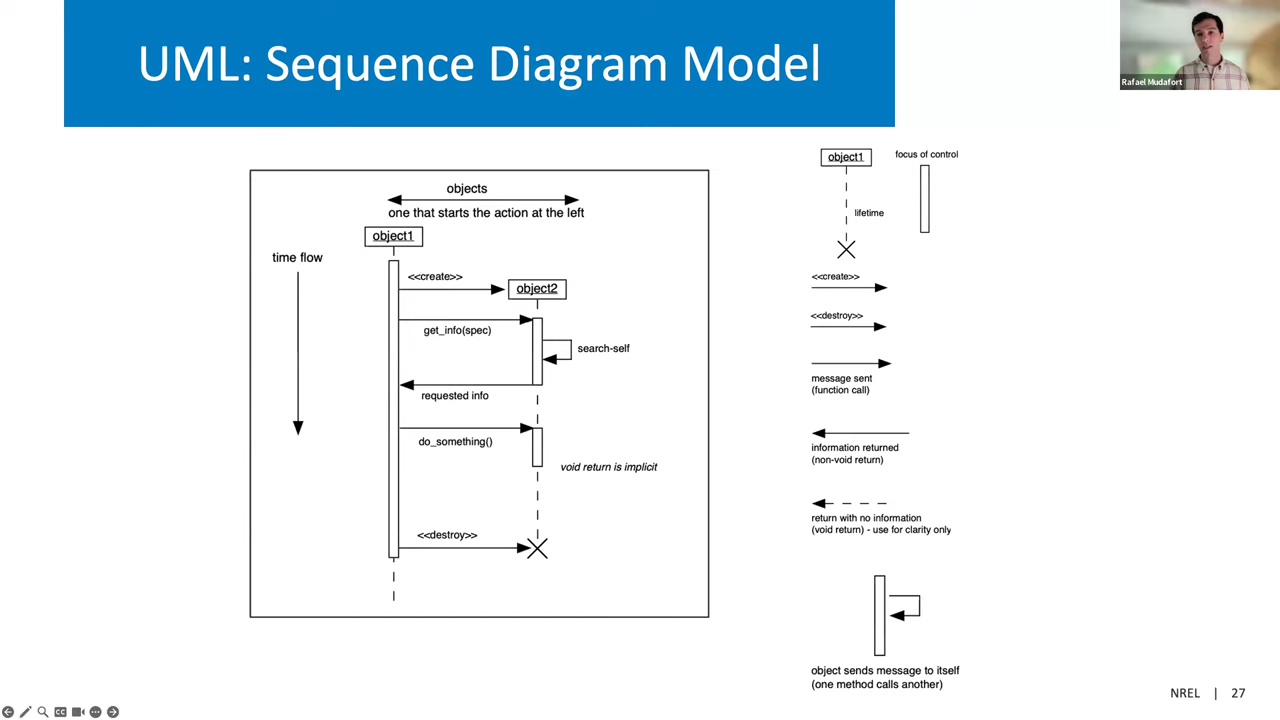 UML: Sequence Diagram Model
Rafael Mudafort
objects
one that starts the action at the left
object1
time flow
<<create>>
object2
get_info(spec)
search-self
requested info
do_something()
void return is implicit
<<destroy>>
object1
focus of control
lifetime
<<create>>
<<destroy>>
message sent
(function call)
information returned
(non-void return)
return with no information
(void return) - use for clarity only
object sends message to itself
(one method calls another)
NREL | 27
CC